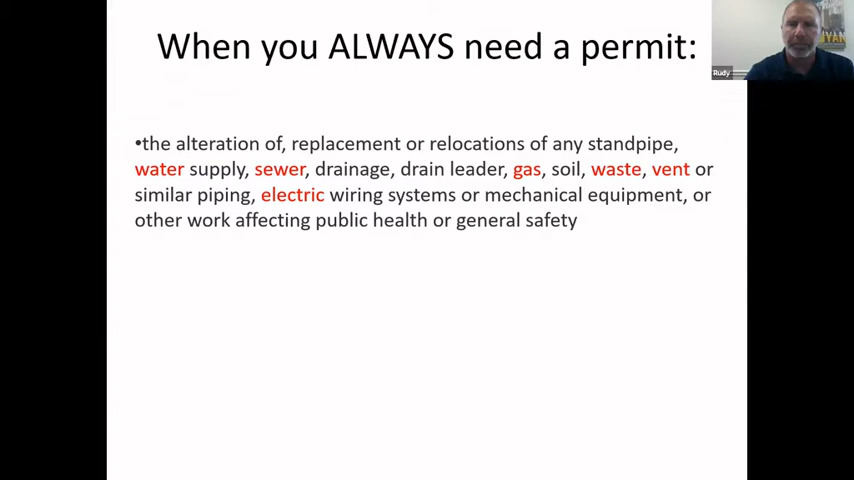 When you ALWAYS need a permit:
Rudy
•the alteration of, replacement or relocations of any standpipe,
water supply, sewer, drainage, drain leader, gas, soil, waste, vent or
similar piping, electric wiring systems or mechanical equipment, or
other work affecting public health or general safety